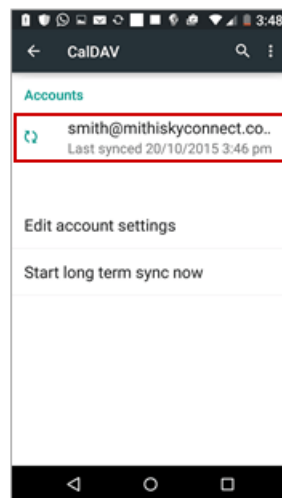 3:48
CalDAV
Accounts
smith@mithiskyconnect.co..
Last synced 20/10/2015 3:46 pm
Edit account settings
Start long term sync now